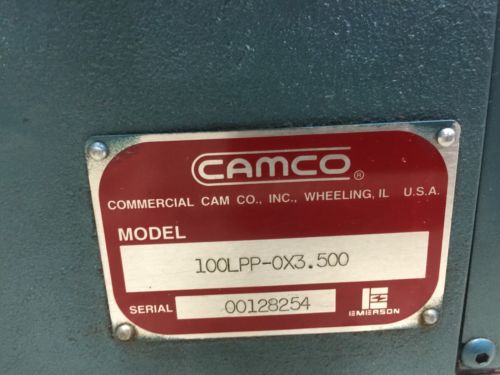 CAMCO®
COMMERCIAL CAM CO., INC., WHEELING, IL U.S.A.
MODEL
100LPP-0X3.500
SERIAL 00128254
EMERSON